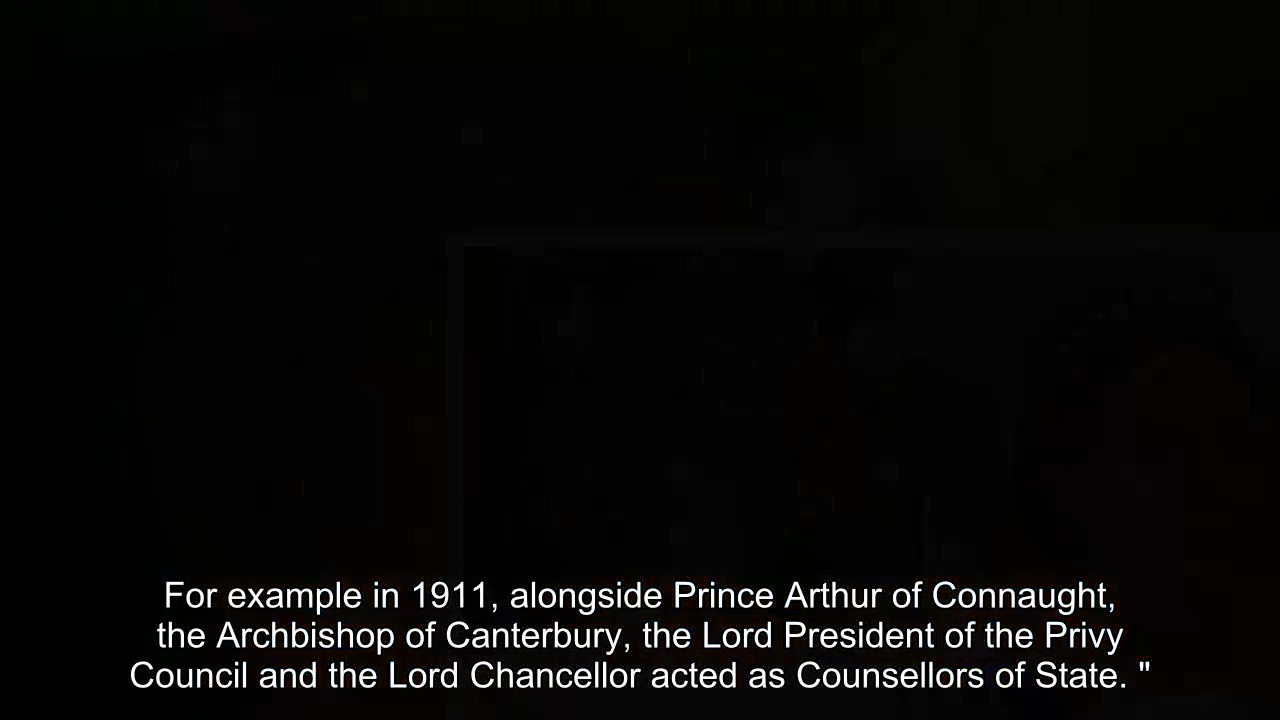 For example in 1911, alongside Prince Arthur of Connaught,
the Archbishop of Canterbury, the Lord President of the Privy
Council and the Lord Chancellor acted as Counsellors of State. "